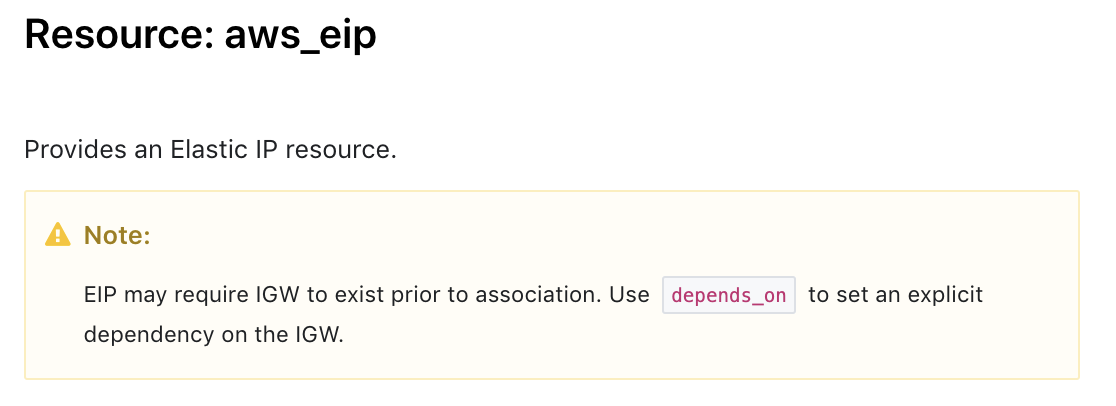 Resource: aws_eip
Provides an Elastic IP resource.
Note:
EIP may require IGW to exist prior to association. Use depends_on to set an explicit
dependency on the IGW.